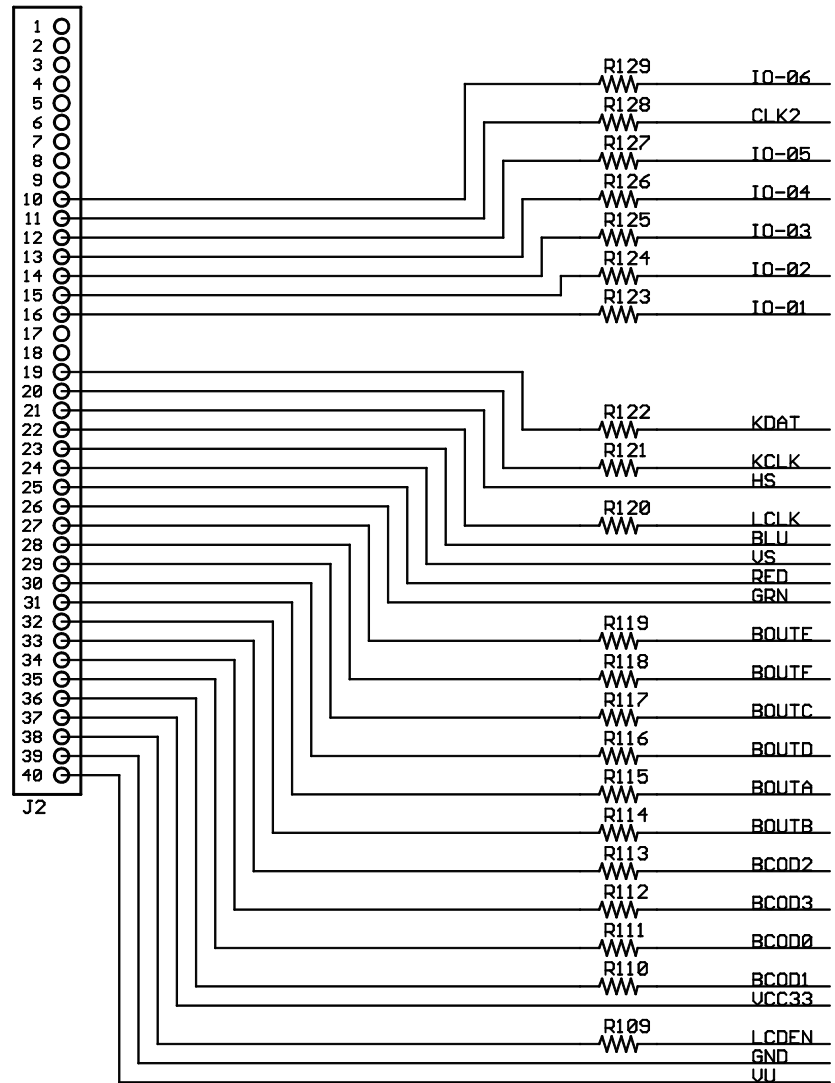 1
2
3
4
5
6
7
8
9
10
11
12
13
14
15
16
17
18
19
20
21
22
23
24
25
26
27
28
29
30
31
32
33
34
35
36
37
38
39
40
J2
R129 IO-06
R128 CLK2
R127 IO-05
R126 IO-04
R125 IO-03
R124 IO-02
R123 IO-01
R122 KDAT
R121 KCLK
HS
R120 LCLK
BLU
VS
RED
GRN
R119 BOUTE
R118 BOUTF
R117 BOUTC
R116 BOUTD
R115 BOUTA
R114 BOUTB
R113 BCOD2
R112 BCOD3
R111 BCOD0
R110 BCOD1
VCC33
R109 LCDEN
GND
VU